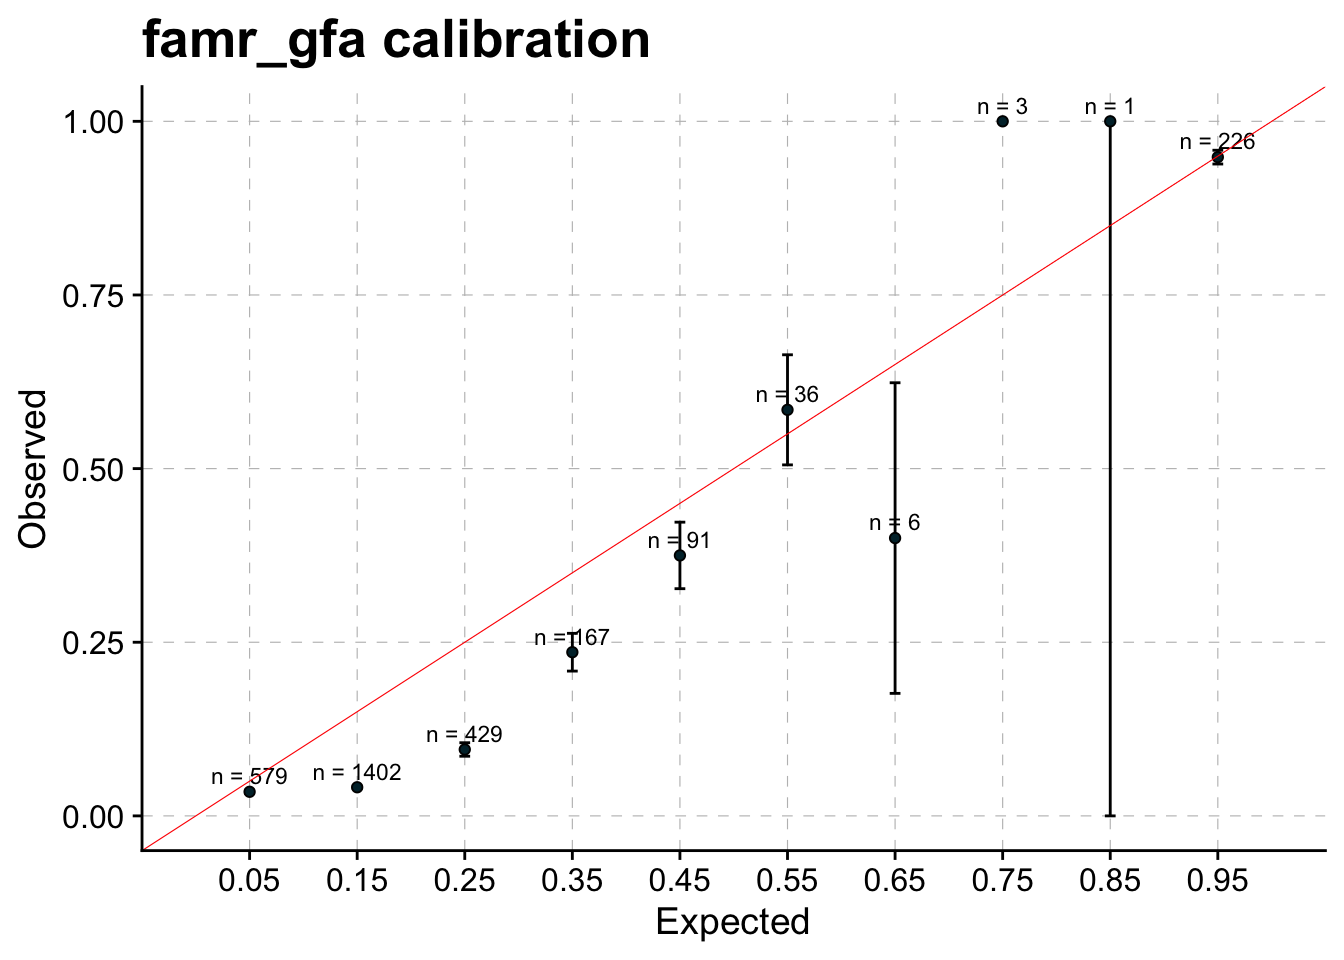 famr_gfa calibration
1.00
0.75
0.50
0.25
0.00
Observed
n = 579
n = 1402
n = 429
n = 167
n = 91
n = 36
n = 6
n = 3
n = 1
n = 226
0.05 0.15 0.25 0.35 0.45 0.55 0.65 0.75 0.85 0.95
Expected